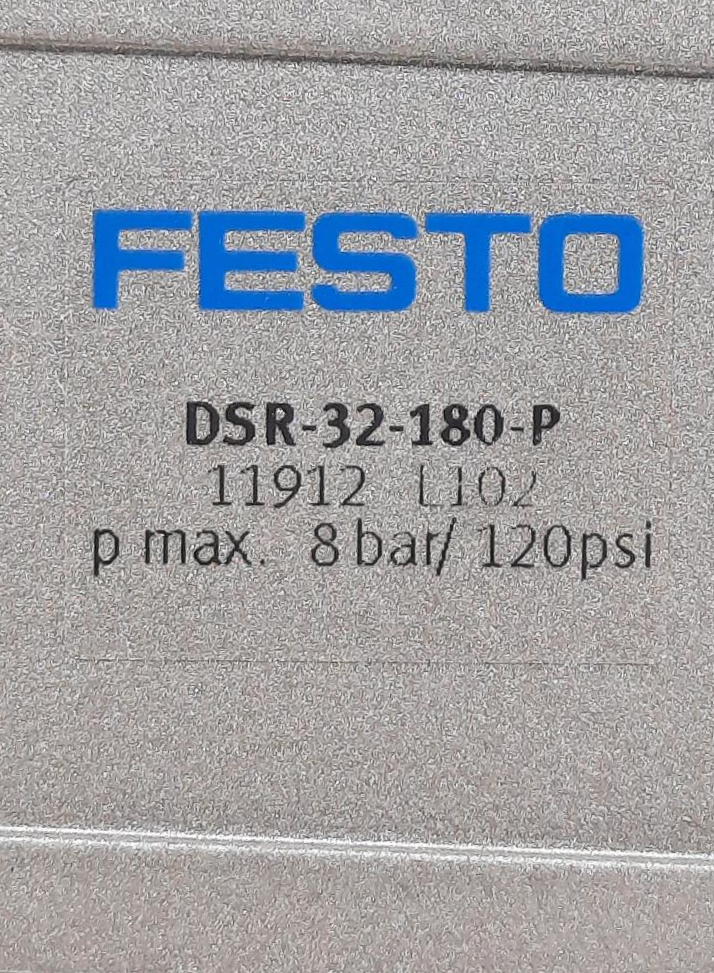 FESTO
DSR-32-180-P
11912 L102
p max. 8 bar/ 120psi